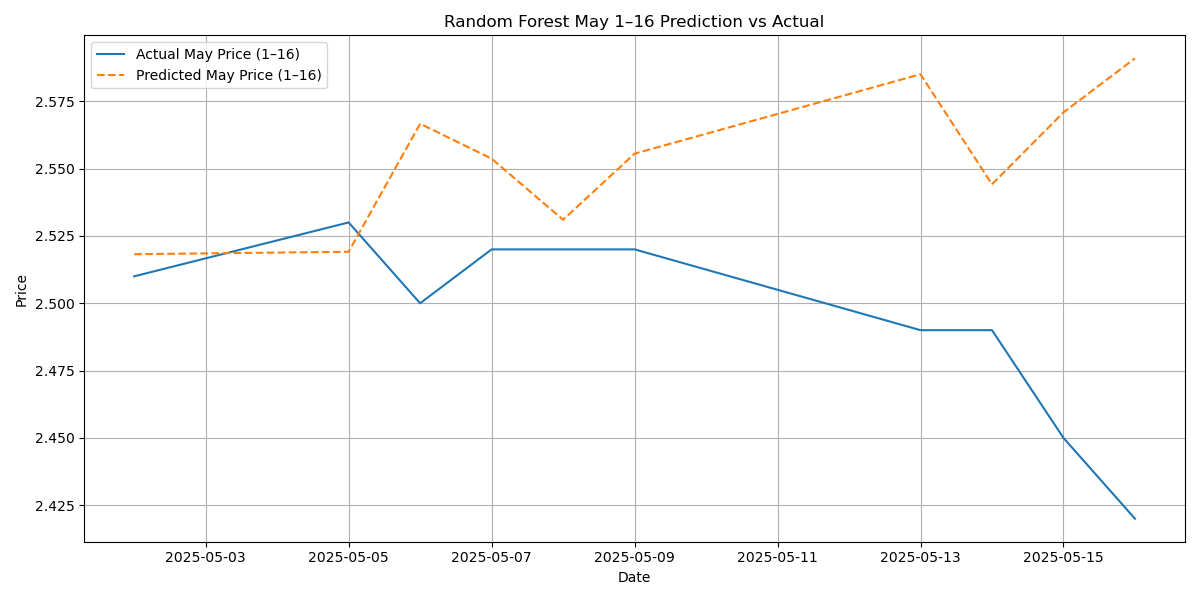 Random Forest May 1–16 Prediction vs Actual
Actual May Price (1–16)
Predicted May Price (1–16)
Price
2.575
2.550
2.525
2.500
2.475
2.450
2.425
2025-05-03 2025-05-05 2025-05-07 2025-05-09 2025-05-11 2025-05-13 2025-05-15
Date